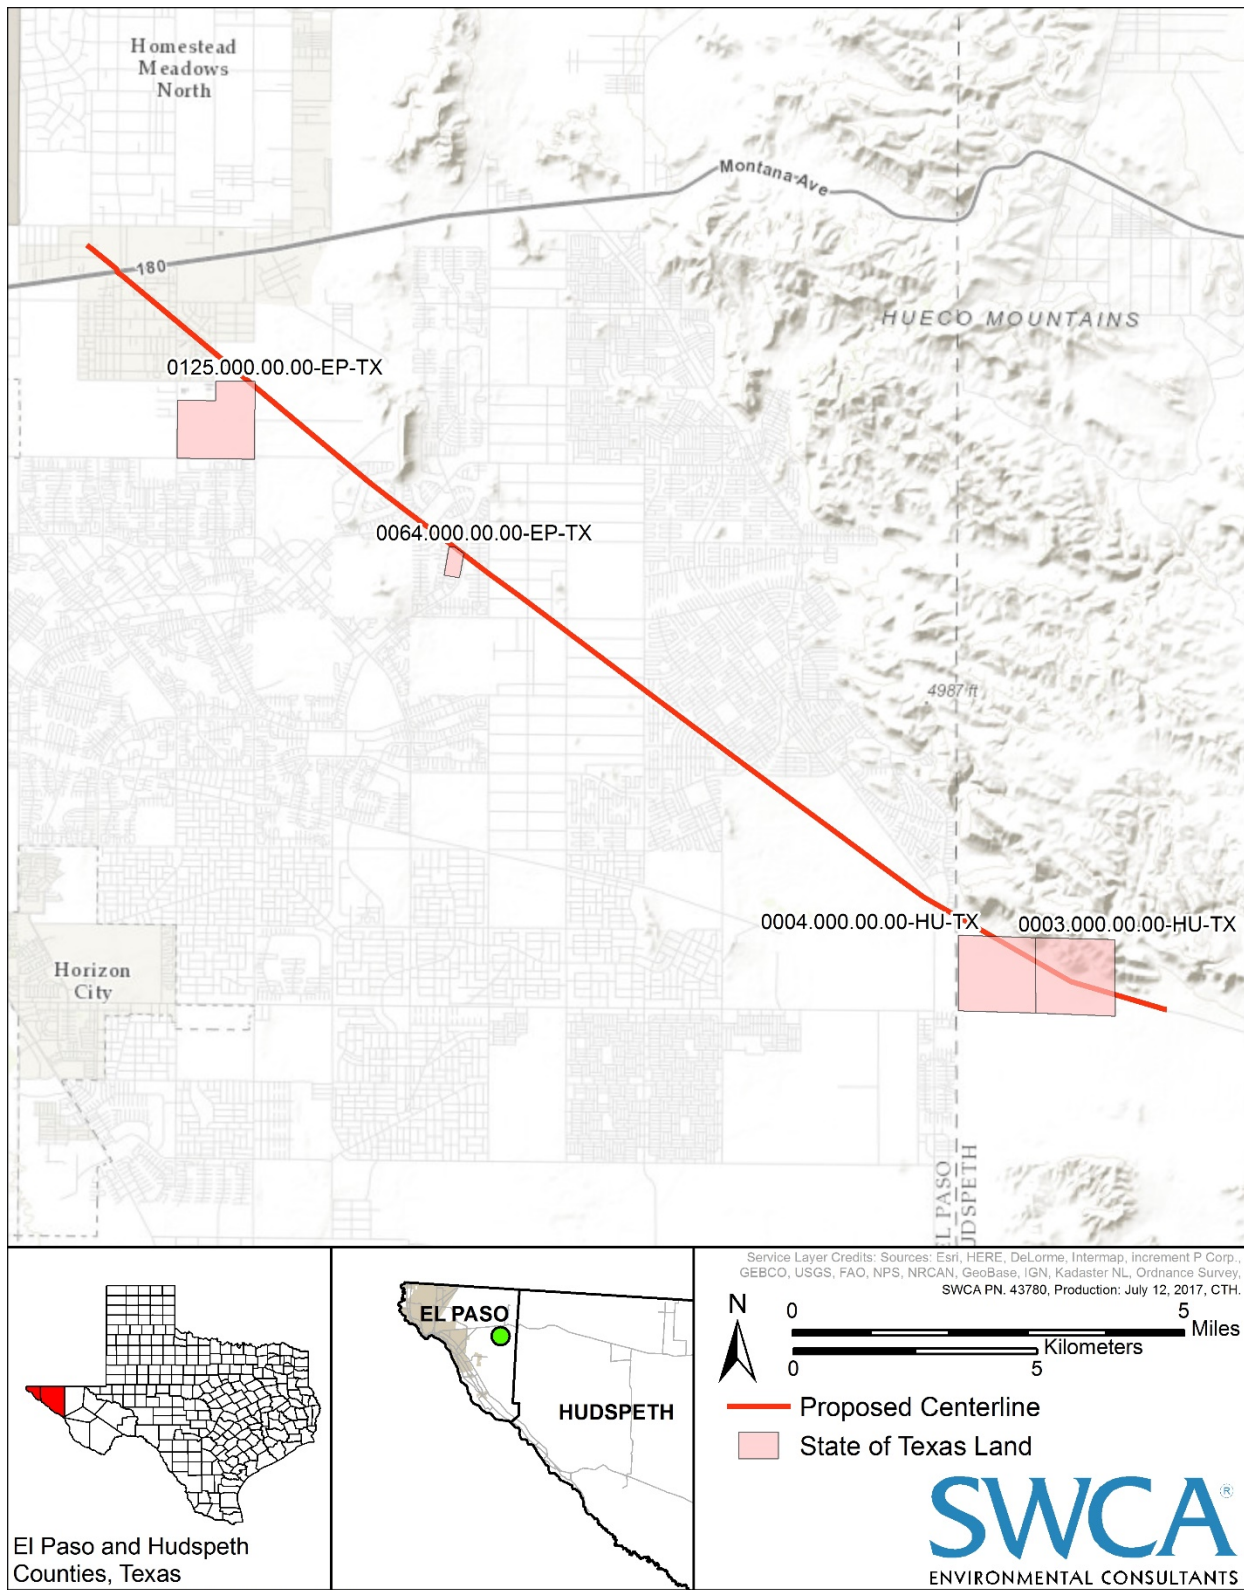 Homestead
Meadows
North
Montana Ave
180
HUECO MOUNTAINS
0125.000.00.00-EP-TX
0064.000.00.00-EP-TX
4987 ft
0004.000.00.00-HU-TX
0003.000.00.00-HU-TX
Horizon
City
EL PASO
HUDSPETH
Service Layer Credits: Sources: Esri, HERE, DeLorme, Intermap, increment P Corp.,
GEBCO, USGS, FAO, NPS, NRCAN, GeoBase, IGN, Kadaster NL, Ordnance Survey,
SWCA PN. 43780, Production: July 12, 2017, CTH.
N
0 5
Miles
Kilometers
0 5
Proposed Centerline
State of Texas Land
EL PASO
HUDSPETH
El Paso and Hudspeth
Counties, Texas
SWCA®
ENVIRONMENTAL CONSULTANTS